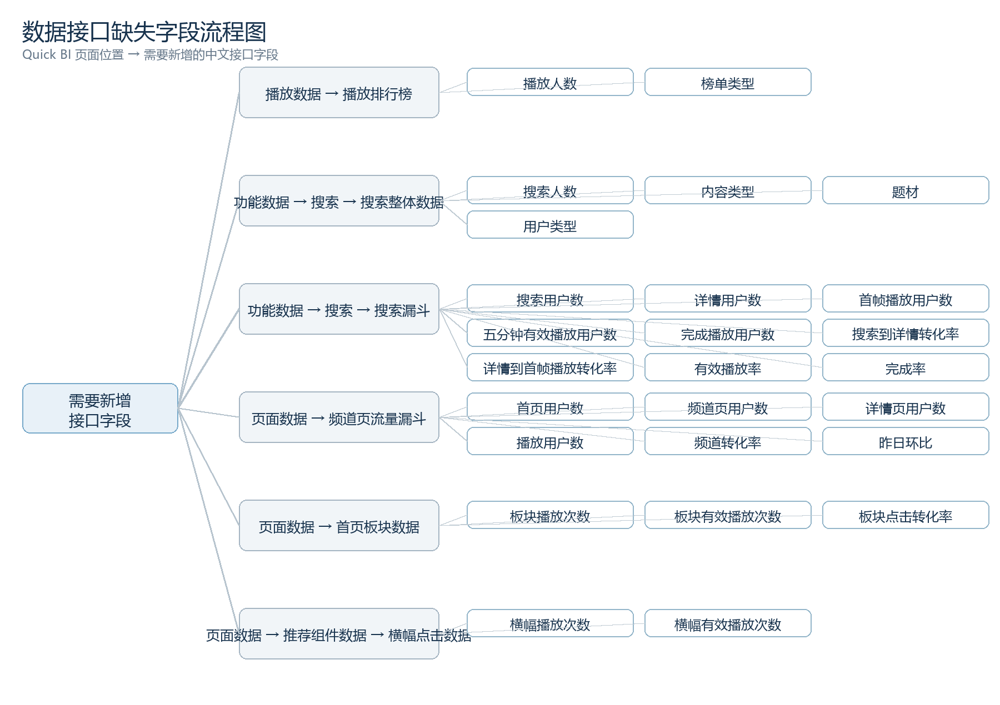 数据接口缺失字段流程图
Quick BI 页面位置 → 需要新增的中文接口字段
播放数据 → 播放排行榜
播放人数
榜单类型
功能数据 → 搜索 → 搜索整体数据
搜索人数
内容类型
题材
用户类型
功能数据 → 搜索 → 搜索漏斗
搜索用户数
详情用户数
首帧播放用户数
五分钟有效播放用户数
完成播放用户数
搜索到详情转化率
详情到首帧播放转化率
有效播放率
完成率
需要新增
接口字段
页面数据 → 频道页流量漏斗
首页用户数
频道页用户数
详情页用户数
播放用户数
频道转化率
昨日环比
页面数据 → 首页板块数据
板块播放次数
板块有效播放次数
板块点击转化率
页面数据 → 推荐组件数据 → 横幅点击数据
横幅播放次数
横幅有效播放次数